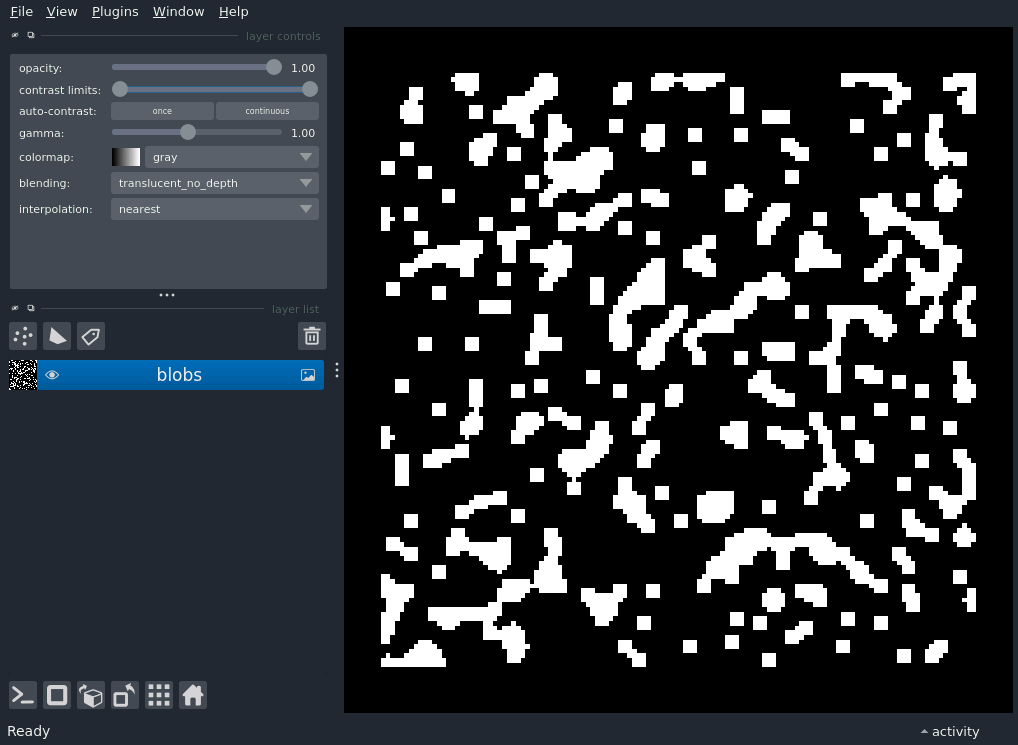 File View Plugins Window Help
layer controls
opacity: 1.00
contrast limits:
auto-contrast: once continuous
gamma: 1.00
colormap: gray
blending: translucent_no_depth
interpolation: nearest
layer list
blobs
Ready activity